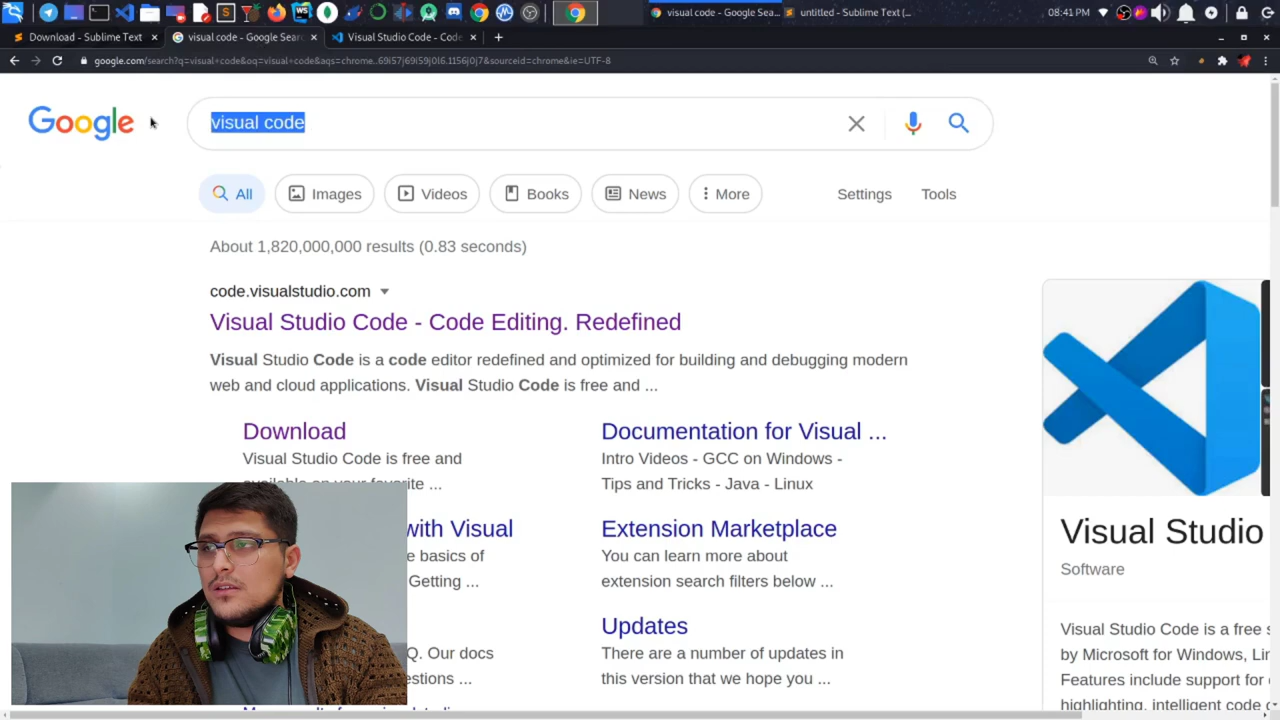 visual code - Google Sea...
untitled - Sublime Text (...
08:41 PM
Download - Sublime Text
visual code - Google Sear
Visual Studio Code - Code
google.com/search?q=visual+code&oq=visual+code&aqs=chrome..69i57j69i59j0l6.1156j0j7&sourceid=chrome&ie=UTF-8
Google
visual code
All
Images
Videos
Books
News
More
Settings
Tools
About 1,820,000,000 results (0.83 seconds)
code.visualstudio.com
Visual Studio Code - Code Editing. Redefined
Visual Studio Code is a code editor redefined and optimized for building and debugging modern
web and cloud applications. Visual Studio Code is free and ...
Download
Visual Studio Code is free and
available on your favorite ...
Documentation for Visual ...
Intro Videos - GCC on Windows -
Tips and Tricks - Java - Linux
with Visual
basics of
Getting ...
Extension Marketplace
You can learn more about
extension search filters below ...
Q. Our docs
Updates
There are a number of updates in
this version that we hope you ...
Visual Studio
Software
Visual Studio Code is a free
by Microsoft for Windows,
Features include support for
highlighting, intelligent code